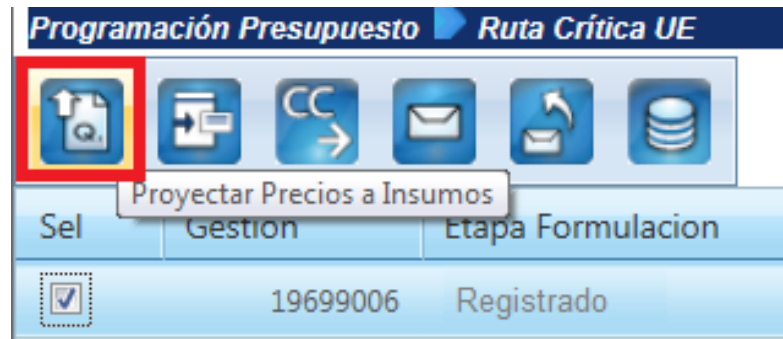 Programación Presupuesto Ruta Crítica UE
Q.
CC
Proyectar Precios a Insumos
Sel Gestion Etapa Formulacion
19699006 Registrado